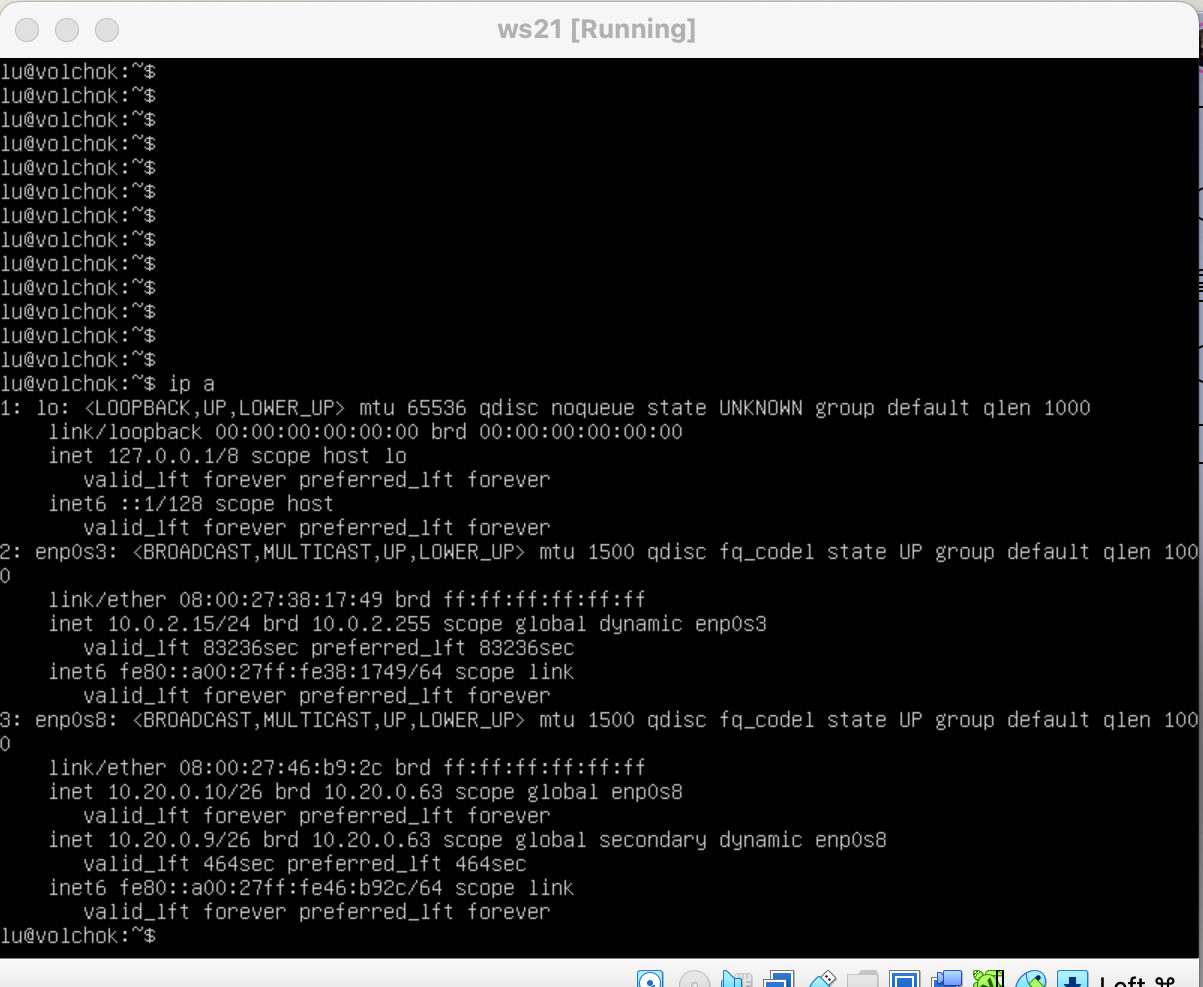 ws21 [Running]
lu@volchok:~$
lu@volchok:~$
lu@volchok:~$
lu@volchok:~$
lu@volchok:~$
lu@volchok:~$
lu@volchok:~$
lu@volchok:~$
lu@volchok:~$
lu@volchok:~$
lu@volchok:~$
lu@volchok:~$
lu@volchok:~$
lu@volchok:~$ ip a
1: lo: <LOOPBACK,UP,LOWER_UP> mtu 65536 qdisc noqueue state UNKNOWN group default qlen 1000
    link/loopback 00:00:00:00:00:00 brd 00:00:00:00:00:00
    inet 127.0.0.1/8 scope host lo
       valid_lft forever preferred_lft forever
    inet6 ::1/128 scope host
       valid_lft forever preferred_lft forever
2: enp0s3: <BROADCAST,MULTICAST,UP,LOWER_UP> mtu 1500 qdisc fq_codel state UP group default qlen 100
0
    link/ether 08:00:27:38:17:49 brd ff:ff:ff:ff:ff:ff
    inet 10.0.2.15/24 brd 10.0.2.255 scope global dynamic enp0s3
       valid_lft 83236sec preferred_lft 83236sec
    inet6 fe80::a00:27ff:fe38:1749/64 scope link
       valid_lft forever preferred_lft forever
3: enp0s8: <BROADCAST,MULTICAST,UP,LOWER_UP> mtu 1500 qdisc fq_codel state UP group default qlen 100
0
    link/ether 08:00:27:46:b9:2c brd ff:ff:ff:ff:ff:ff
    inet 10.20.0.10/26 brd 10.20.0.63 scope global enp0s8
       valid_lft forever preferred_lft forever
    inet 10.20.0.9/26 brd 10.20.0.63 scope global secondary dynamic enp0s8
       valid_lft 464sec preferred_lft 464sec
    inet6 fe80::a00:27ff:fe46:b92c/64 scope link
       valid_lft forever preferred_lft forever
lu@volchok:~$
Left ⌘